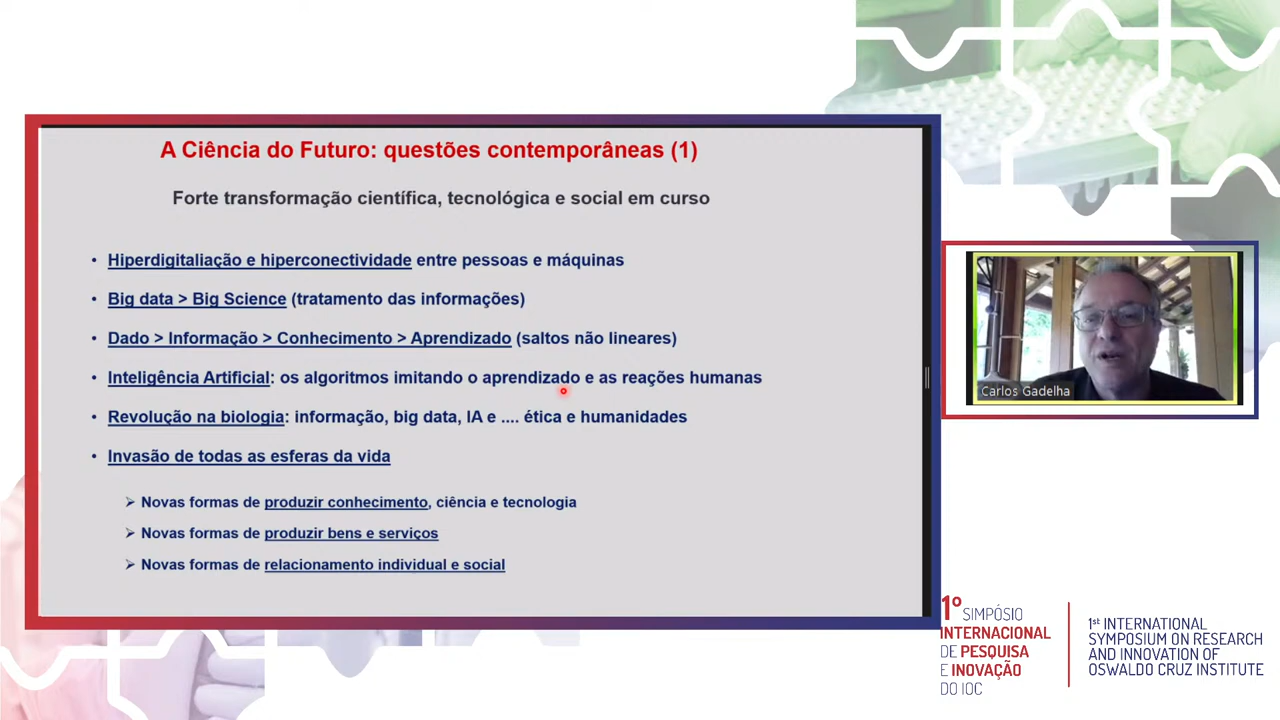 A Ciência do Futuro: questões contemporâneas (1)
Forte transformação científica, tecnológica e social em curso
• Hiperdigitaliação e hiperconectividade entre pessoas e máquinas
• Big data > Big Science (tratamento das informações)
• Dado > Informação > Conhecimento > Aprendizado (saltos não lineares)
• Inteligência Artificial: os algoritmos imitando o aprendizado e as reações humanas
• Revolução na biologia: informação, big data, IA e .... ética e humanidades
• Invasão de todas as esferas da vida
➢ Novas formas de produzir conhecimento, ciência e tecnologia
➢ Novas formas de produzir bens e serviços
➢ Novas formas de relacionamento individual e social
Carlos Gadelha
1º SIMPÓSIO
INTERNACIONAL
DE PESQUISA
E INOVAÇÃO
DO IOC
1st INTERNATIONAL
SYMPOSIUM ON RESEARCH
AND INNOVATION OF
OSWALDO CRUZ INSTITUTE